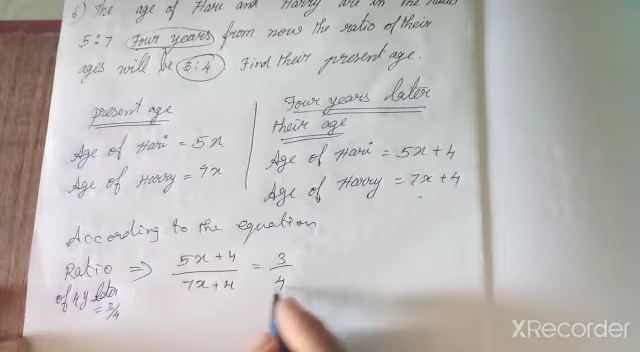 6) The age of Hari and Harry are in the
5:7 Four years from now the ratio of their
ages will be 3:4. Find their present age.
present age
Age of Hari = 5x
Age of Harry = 7x
Four years later
their age
Age of Hari = 5x + 4
Age of Harry = 7x + 4
According to the equation
Ratio ⇒ 5x + 4 / 7x + 4 = 3 / 4
of 4y later
= 3/4
XRecorder